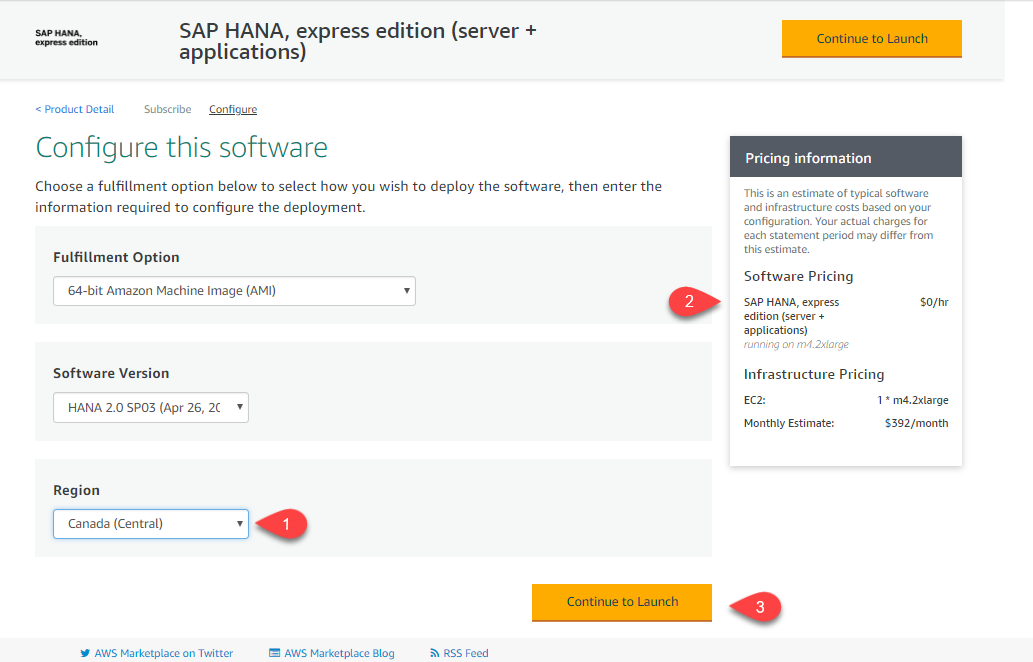 SAP HANA,
express edition
SAP HANA, express edition (server +
applications)
Continue to Launch
< Product Detail
Subscribe
Configure
Configure this software
Choose a fulfillment option below to select how you wish to deploy the software, then enter the
information required to configure the deployment.
Fulfillment Option
64-bit Amazon Machine Image (AMI)
Software Version
HANA 2.0 SP03 (Apr 26, 20
Region
Canada (Central)
1
Continue to Launch
3
Pricing information
This is an estimate of typical software
and infrastructure costs based on your
configuration. Your actual charges for
each statement period may differ from
this estimate.
Software Pricing
2
SAP HANA, express $0/hr
edition (server +
applications)
running on m4.2xlarge
Infrastructure Pricing
EC2: 1 * m4.2xlarge
Monthly Estimate: $392/month
AWS Marketplace on Twitter
AWS Marketplace Blog
RSS Feed